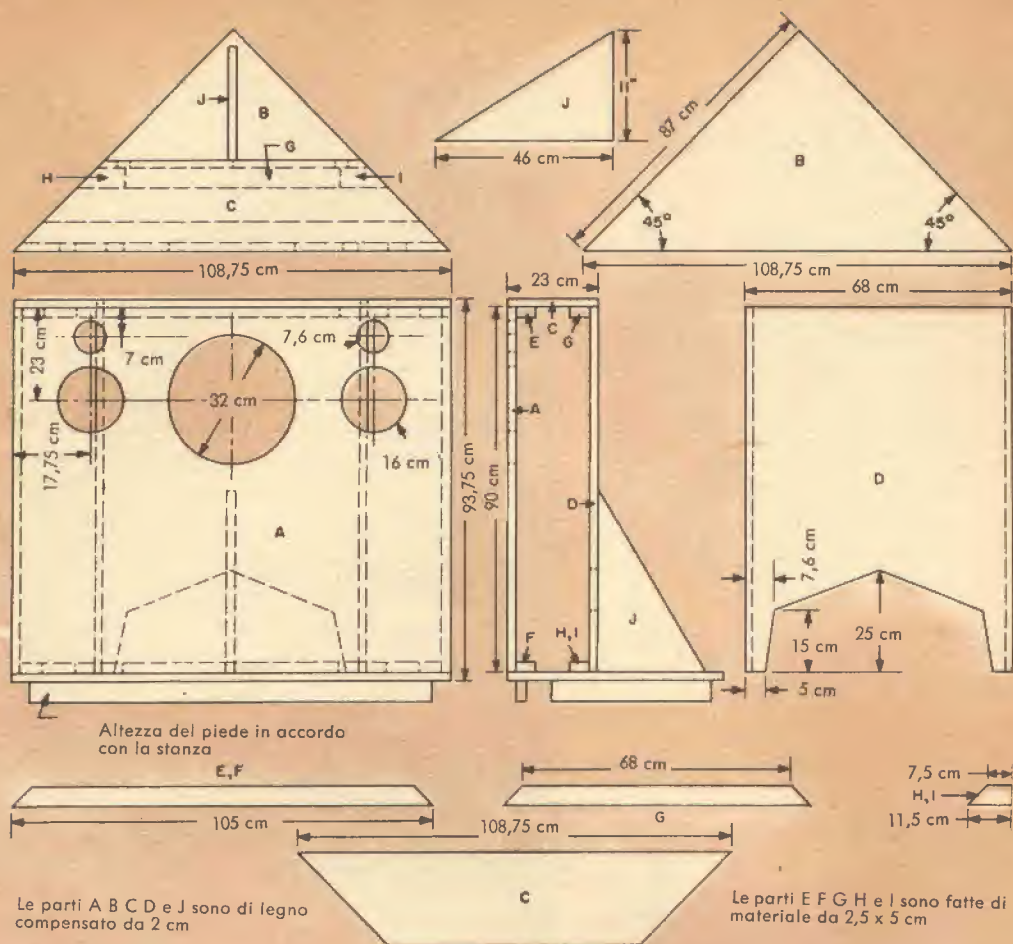 J
B
G
H
I
C
108,75 cm
J
11"
46 cm
87 cm
B
45°
45°
108,75 cm
23 cm
7 cm
7,6 cm
32 cm
16 cm
17,75 cm
A
93,75 cm
90 cm
23 cm
C
E
G
A
D
J
F
H, I
68 cm
D
7,6 cm
15 cm
25 cm
5 cm
Altezza del piede in accordo
con la stanza
E,F
105 cm
68 cm
G
7,5 cm
H,I
11,5 cm
108,75 cm
C
Le parti A B C D e J sono di legno
compensato da 2 cm
Le parti E F G H e I sono fatte di
materiale da 2,5 x 5 cm